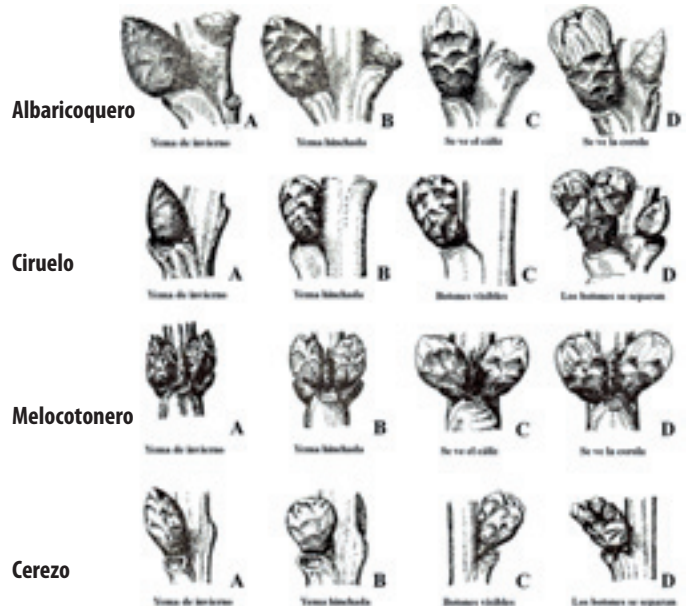 A B C D
Albaricoquero
Yema de invierno Yema hinchada Se ve el cáliz Se ve la corola
A B C D
Ciruelo
Yema de invierno Yema hinchada Botones visibles Los botones se separan
A B C D
Melocotonero
Yema de invierno Yema hinchada Se ve el cáliz Se ve la corola
A B C D
Cerezo
Yema de invierno Yema hinchada Botones visibles Los botones se separan